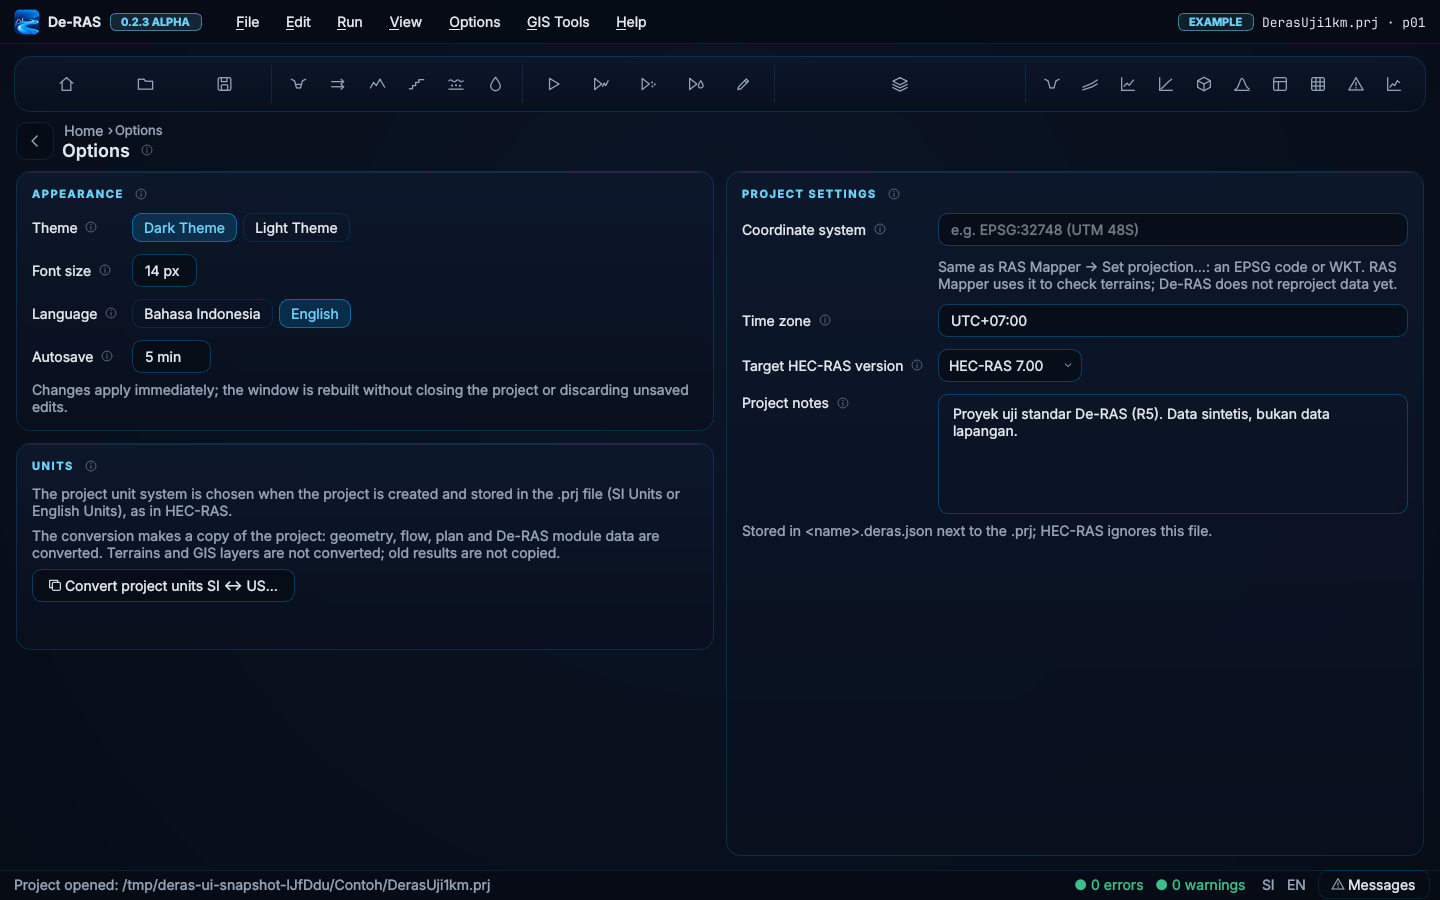 De-RAS 0.2.3 ALPHA File Edit Run View Options GIS Tools Help EXAMPLE DerasUji1km.prj · p01
Home › Options
Options
APPEARANCE
Theme Dark Theme Light Theme
Font size 14 px
Language Bahasa Indonesia English
Autosave 5 min
Changes apply immediately; the window is rebuilt without closing the project or discarding unsaved
edits.
UNITS
The project unit system is chosen when the project is created and stored in the .prj file (SI Units or
English Units), as in HEC-RAS.
The conversion makes a copy of the project: geometry, flow, plan and De-RAS module data are
converted. Terrains and GIS layers are not converted; old results are not copied.
Convert project units SI ↔ US...
PROJECT SETTINGS
Coordinate system e.g. EPSG:32748 (UTM 48S)
Same as RAS Mapper → Set projection...: an EPSG code or WKT. RAS
Mapper uses it to check terrains; De-RAS does not reproject data yet.
Time zone UTC+07:00
Target HEC-RAS version HEC-RAS 7.00
Project notes Proyek uji standar De-RAS (R5). Data sintetis, bukan data
lapangan.
Stored in <name>.deras.json next to the .prj; HEC-RAS ignores this file.
Project opened: /tmp/deras-ui-snapshot-IJfDdu/Contoh/DerasUji1km.prj 0 errors 0 warnings SI EN Messages